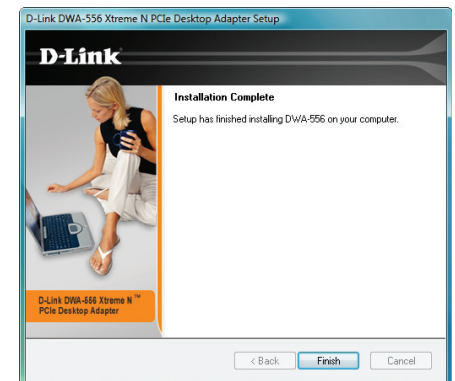 D-Link DWA-556 Xtreme N PCIe Desktop Adapter Setup
D-Link
Installation Complete
Setup has finished installing DWA-556 on your computer.
D-Link DWA-556 Xtreme N™
PCIe Desktop Adapter
< Back
Finish
Cancel